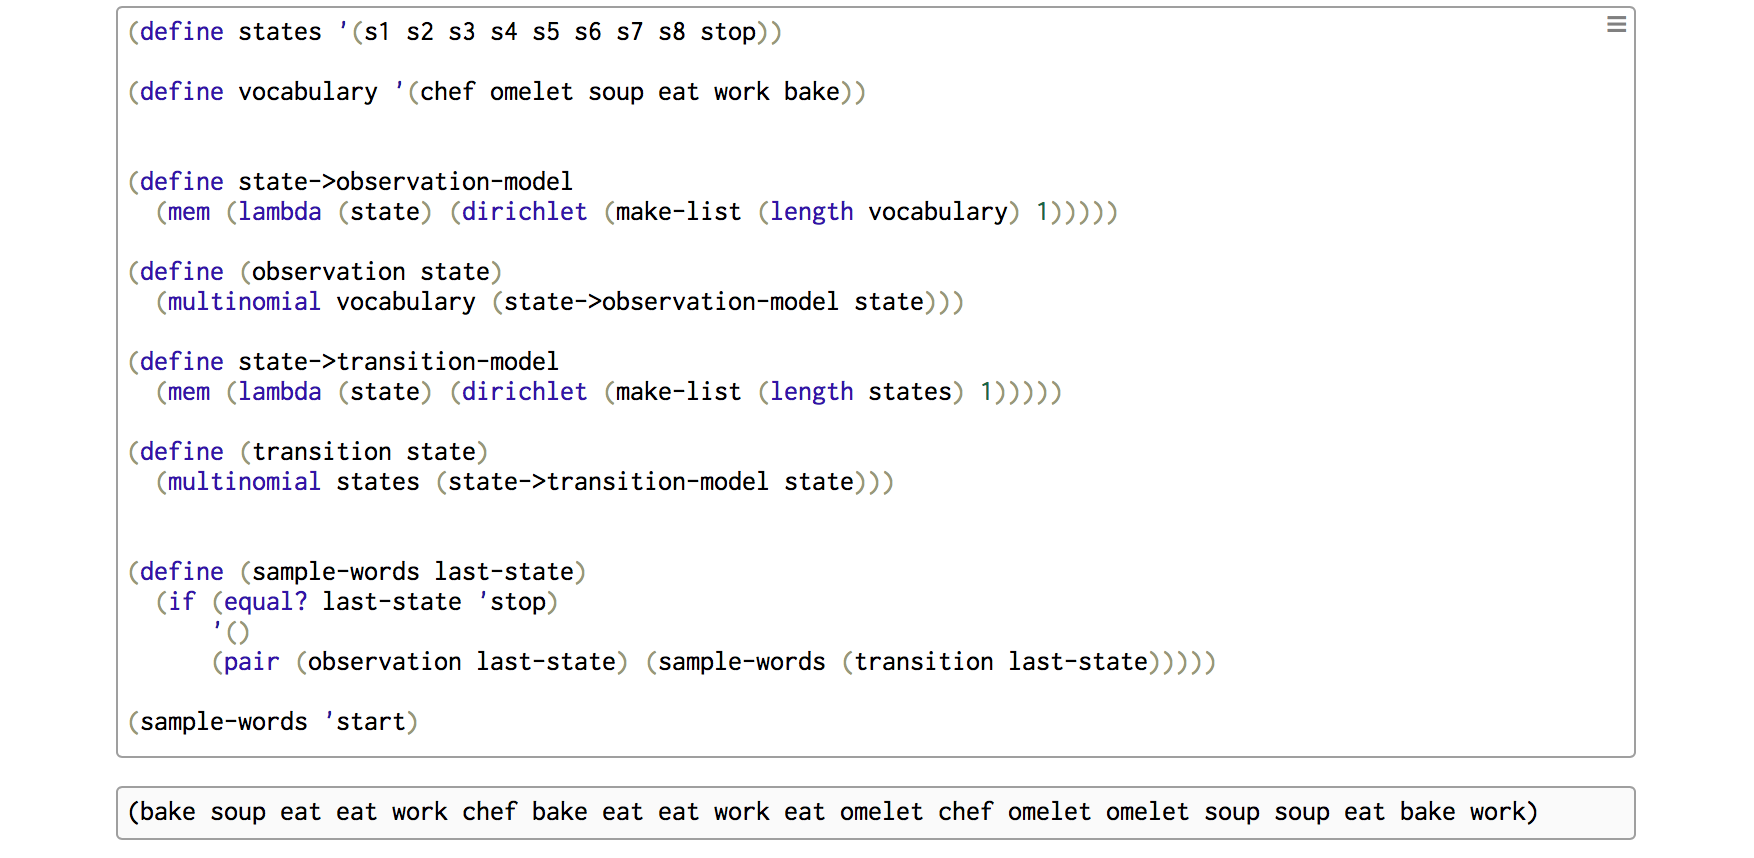 (define states '(s1 s2 s3 s4 s5 s6 s7 s8 stop))
(define vocabulary '(chef omelet soup eat work bake))
(define state->observation-model
(mem (lambda (state) (dirichlet (make-list (length vocabulary) 1)))))
(define (observation state)
(multinomial vocabulary (state->observation-model state)))
(define state->transition-model
(mem (lambda (state) (dirichlet (make-list (length states) 1)))))
(define (transition state)
(multinomial states (state->transition-model state)))
(define (sample-words last-state)
(if (equal? last-state 'stop)
'()
(pair (observation last-state) (sample-words (transition last-state)))))
(sample-words 'start)
(bake soup eat eat work chef bake eat eat work eat omelet chef omelet omelet soup soup eat bake work)